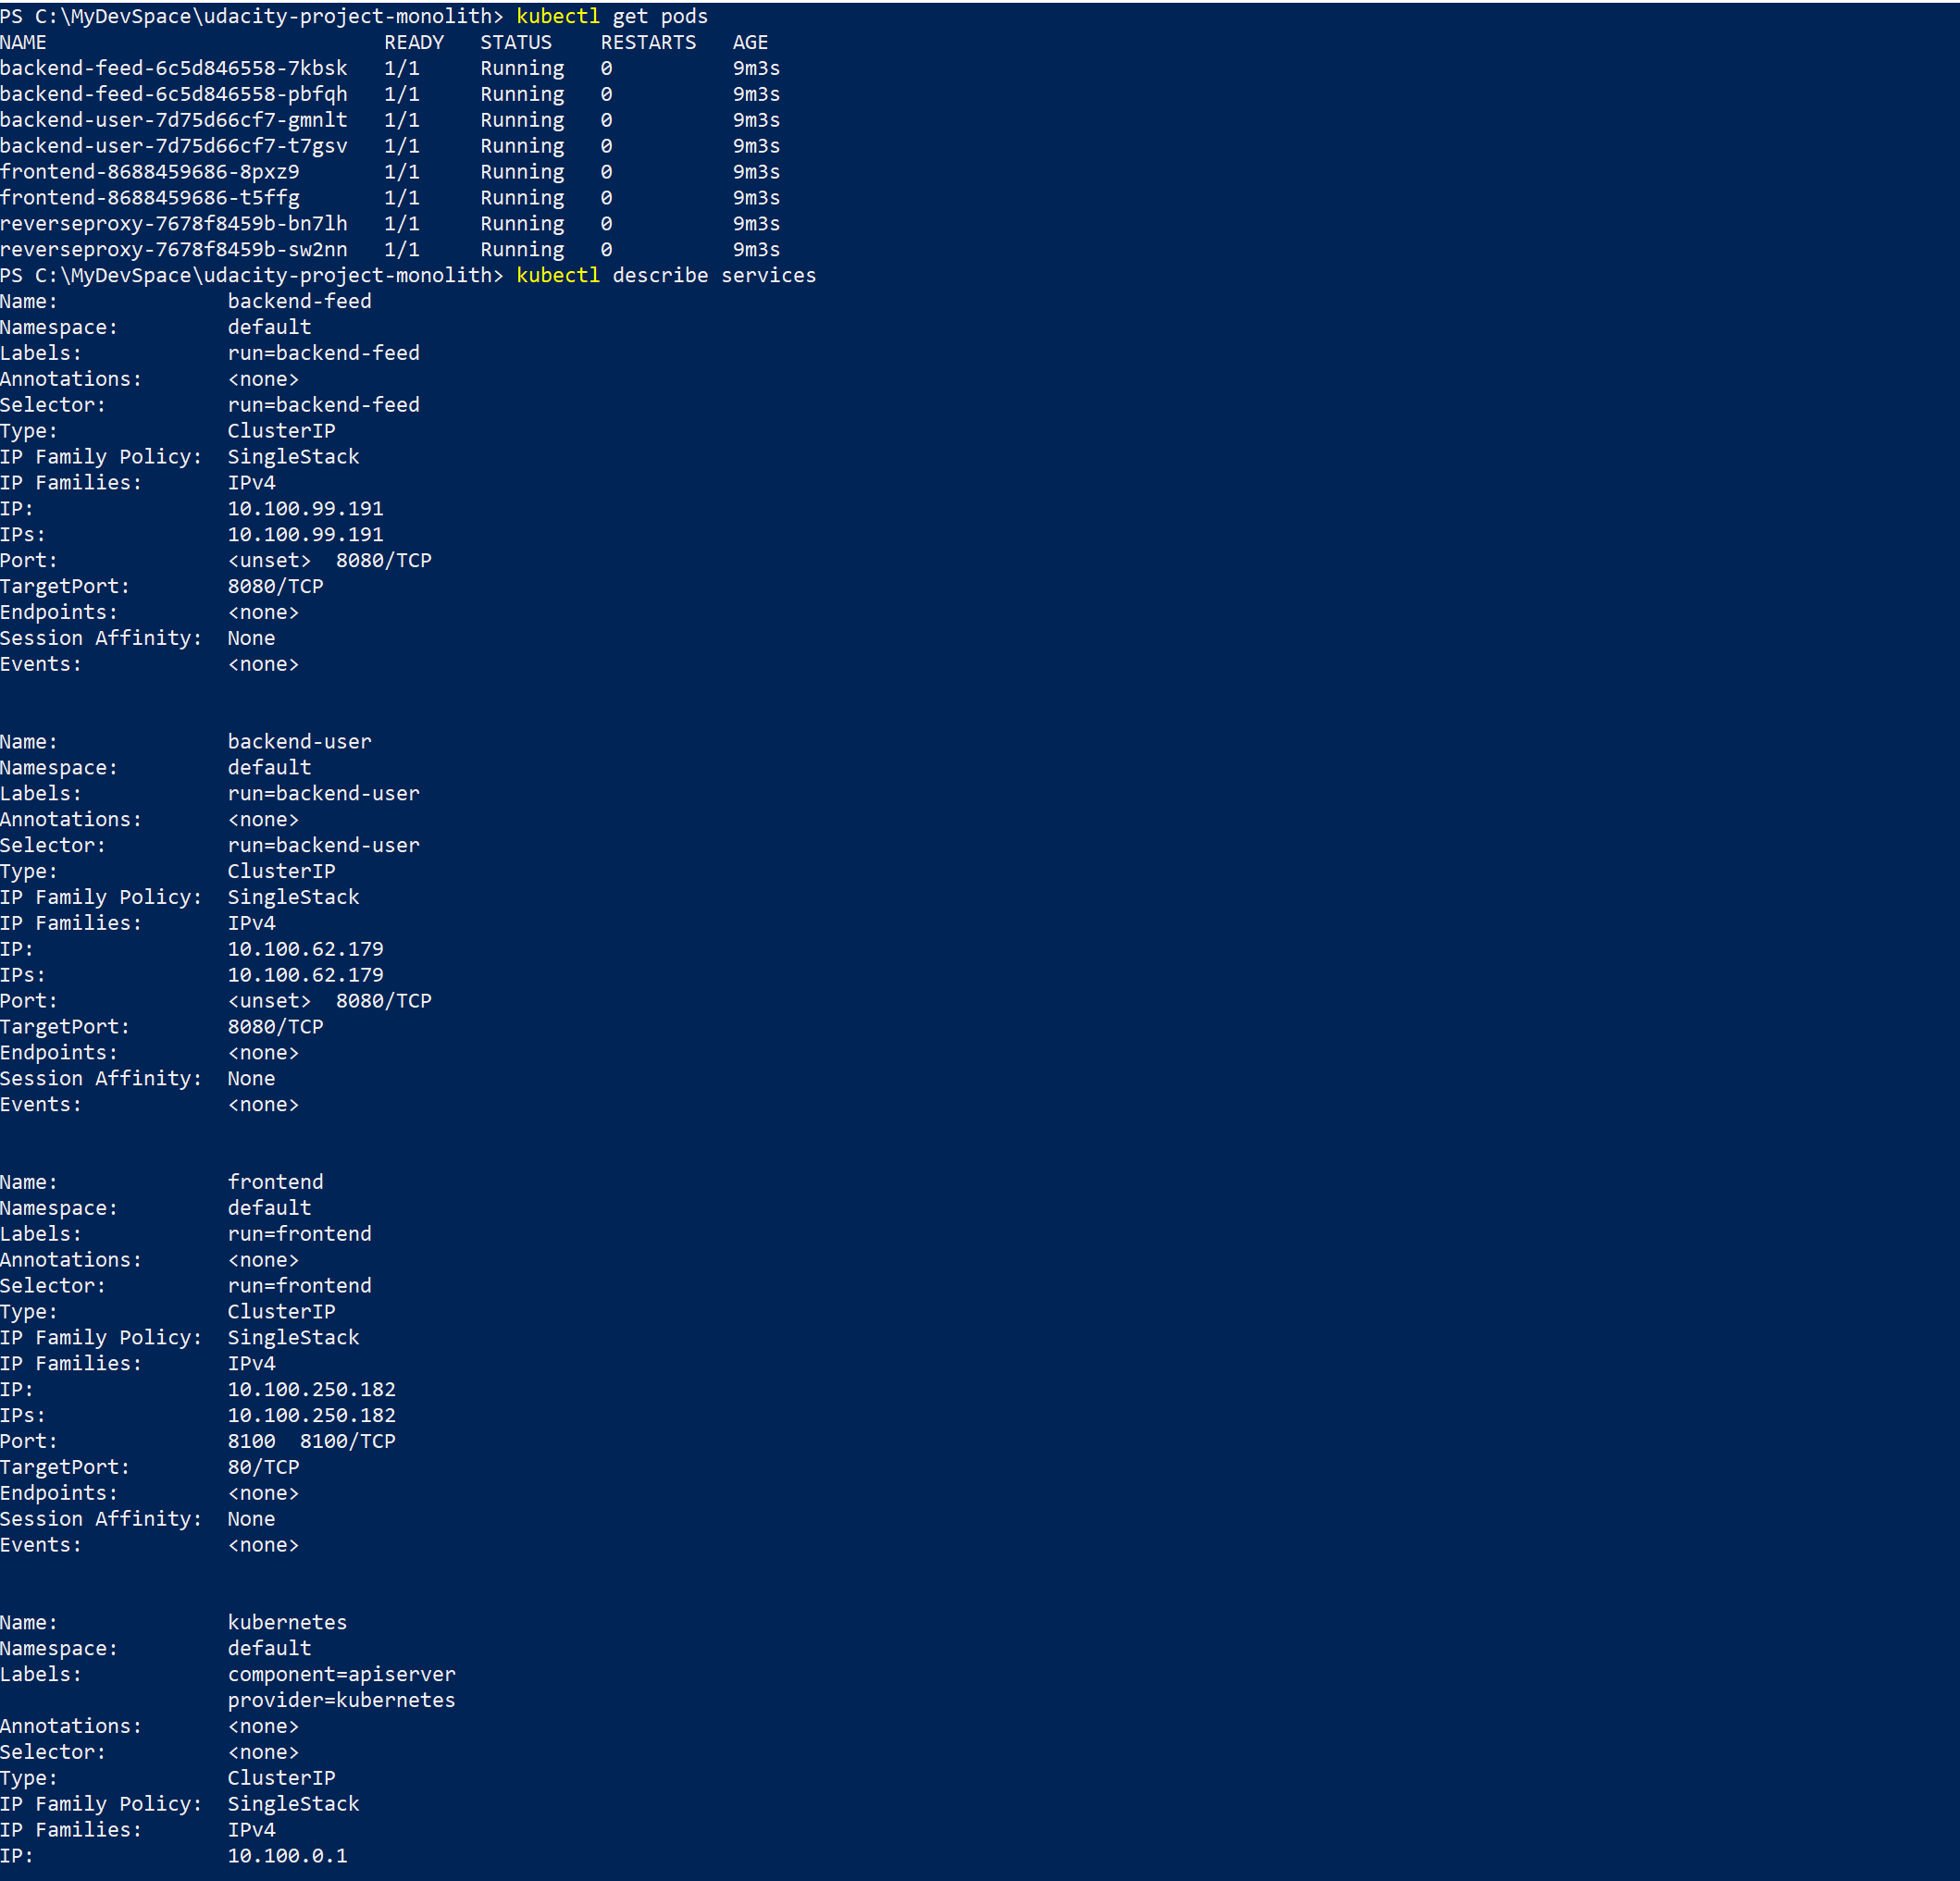 PS C:\MyDevSpace\udacity-project-monolith> kubectl get pods
NAME                            READY   STATUS    RESTARTS   AGE
backend-feed-6c5d846558-7kbsk   1/1     Running   0          9m3s
backend-feed-6c5d846558-pbfqh   1/1     Running   0          9m3s
backend-user-7d75d66cf7-gmnlt   1/1     Running   0          9m3s
backend-user-7d75d66cf7-t7gsv   1/1     Running   0          9m3s
frontend-8688459686-8pxz9       1/1     Running   0          9m3s
frontend-8688459686-t5ffg       1/1     Running   0          9m3s
reverseproxy-7678f8459b-bn7lh   1/1     Running   0          9m3s
reverseproxy-7678f8459b-sw2nn   1/1     Running   0          9m3s
PS C:\MyDevSpace\udacity-project-monolith> kubectl describe services
Name:              backend-feed
Namespace:         default
Labels:            run=backend-feed
Annotations:       <none>
Selector:          run=backend-feed
Type:              ClusterIP
IP Family Policy:  SingleStack
IP Families:       IPv4
IP:                10.100.99.191
IPs:               10.100.99.191
Port:              <unset>  8080/TCP
TargetPort:        8080/TCP
Endpoints:         <none>
Session Affinity:  None
Events:            <none>
Name:              backend-user
Namespace:         default
Labels:            run=backend-user
Annotations:       <none>
Selector:          run=backend-user
Type:              ClusterIP
IP Family Policy:  SingleStack
IP Families:       IPv4
IP:                10.100.62.179
IPs:               10.100.62.179
Port:              <unset>  8080/TCP
TargetPort:        8080/TCP
Endpoints:         <none>
Session Affinity:  None
Events:            <none>
Name:              frontend
Namespace:         default
Labels:            run=frontend
Annotations:       <none>
Selector:          run=frontend
Type:              ClusterIP
IP Family Policy:  SingleStack
IP Families:       IPv4
IP:                10.100.250.182
IPs:               10.100.250.182
Port:              8100  8100/TCP
TargetPort:        80/TCP
Endpoints:         <none>
Session Affinity:  None
Events:            <none>
Name:              kubernetes
Namespace:         default
Labels:            component=apiserver
                   provider=kubernetes
Annotations:       <none>
Selector:          <none>
Type:              ClusterIP
IP Family Policy:  SingleStack
IP Families:       IPv4
IP:                10.100.0.1